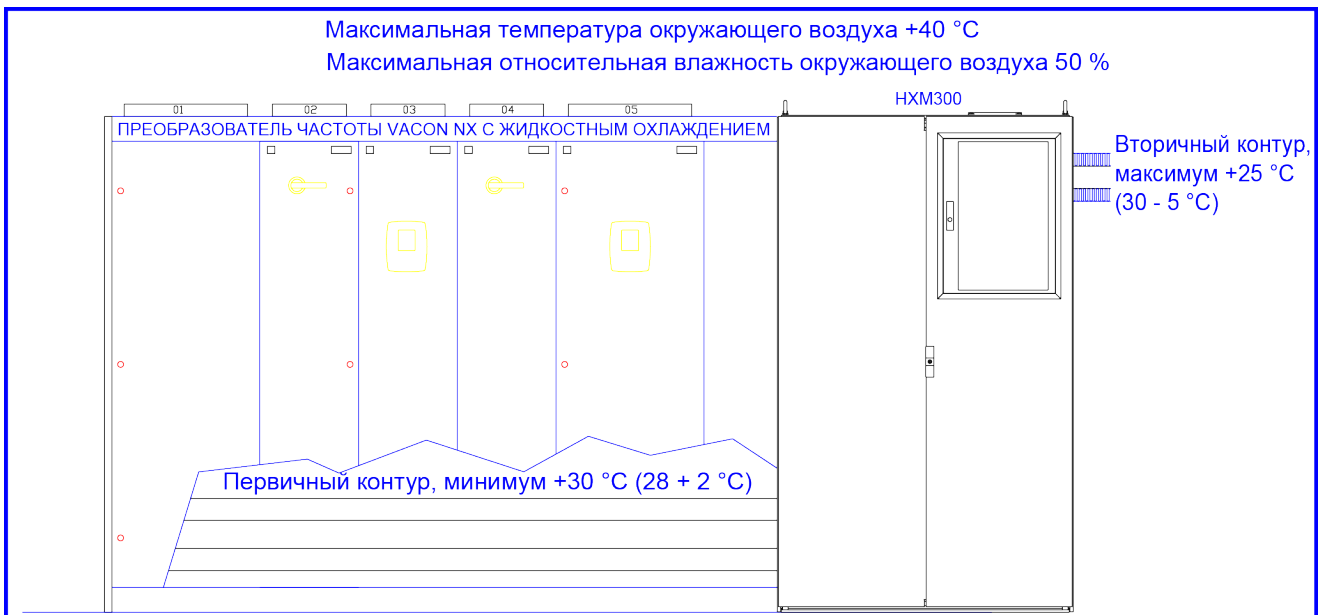 Максимальная температура окружающего воздуха +40 °C
Максимальная относительная влажность окружающего воздуха 50 %
HXM300
01 02 03 04 05
ПРЕОБРАЗОВАТЕЛЬ ЧАСТОТЫ VACON NX С ЖИДКОСТНЫМ ОХЛАЖДЕНИЕМ
Вторичный контур,
максимум +25 °C
(30 - 5 °C)
Первичный контур, минимум +30 °C (28 + 2 °C)